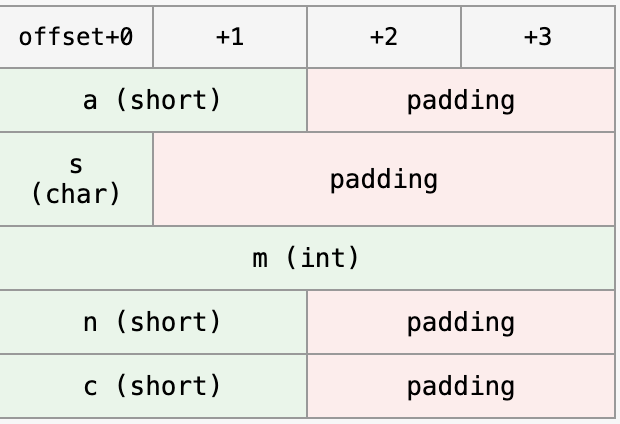 offset+0 +1 +2 +3
a (short) padding
s
(char) padding
m (int)
n (short) padding
c (short) padding